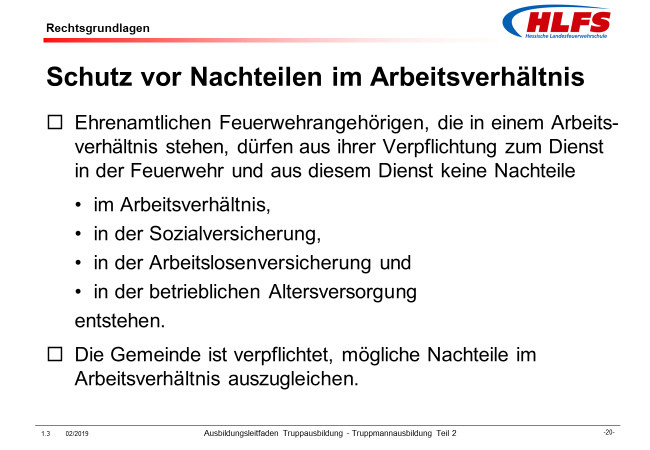 Rechtsgrundlagen
HLFS
Hessische Landesfeuerwehrschule
Schutz vor Nachteilen im Arbeitsverhältnis
Ehrenamtlichen Feuerwehrangehörigen, die in einem Arbeits-
verhältnis stehen, dürfen aus ihrer Verpflichtung zum Dienst
in der Feuerwehr und aus diesem Dienst keine Nachteile
• im Arbeitsverhältnis,
• in der Sozialversicherung,
• in der Arbeitslosenversicherung und
• in der betrieblichen Altersversorgung
entstehen.
Die Gemeinde ist verpflichtet, mögliche Nachteile im
Arbeitsverhältnis auszugleichen.
1.3 02/2019 Ausbildungsleitfaden Truppausbildung - Truppmannausbildung Teil 2 -20-